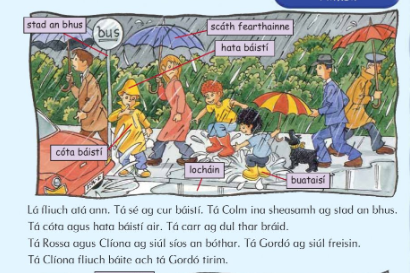 stad an bhus
bus
scáth fearthainne
hata báistí
cóta báistí
locháin
buataisí
Lá fliuch atá ann. Tá sé ag cur báistí. Tá Colm ina sheasamh ag stad an bhus.
Tá cóta agus hata báistí air. Tá carr ag dul thar bráid.
Tá Rossa agus Clíona ag siúl síos an bóthar. Tá Gordó ag siúl freisin.
Tá Clíona fliuch báite ach tá Gordó tirim.